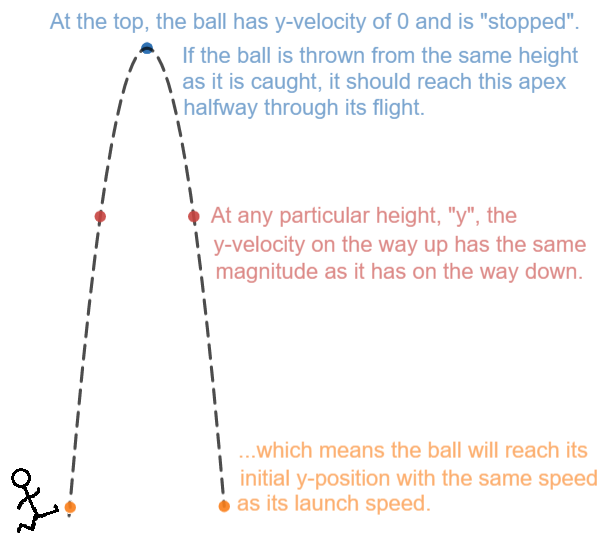 At the top, the ball has y-velocity of 0 and is "stopped".
If the ball is thrown from the same height
as it is caught, it should reach this apex
halfway through its flight.
At any particular height, "y", the
y-velocity on the way up has the same
magnitude as it has on the way down.
...which means the ball will reach its
initial y-position with the same speed
as its launch speed.